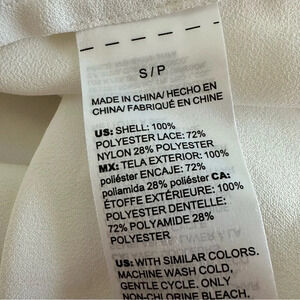 S / P
MADE IN CHINA/ HECHO EN
CHINA/ FABRIQUÉ EN CHINE
US: SHELL: 100%
POLYESTER LACE: 72%
NYLON 28% POLYESTER
MX: TELA EXTERIOR: 100%
poliéster ENCAJE: 72%
poliamida 28% poliéster CA:
ÉTOFFE EXTÉRIEURE: 100%
POLYESTER DENTELLE:
72% POLYAMIDE 28%
POLYESTER
US: WITH SIMILAR COLORS.
MACHINE WASH COLD,
GENTLE CYCLE. ONLY
NON-CHLORINE BLEACH.